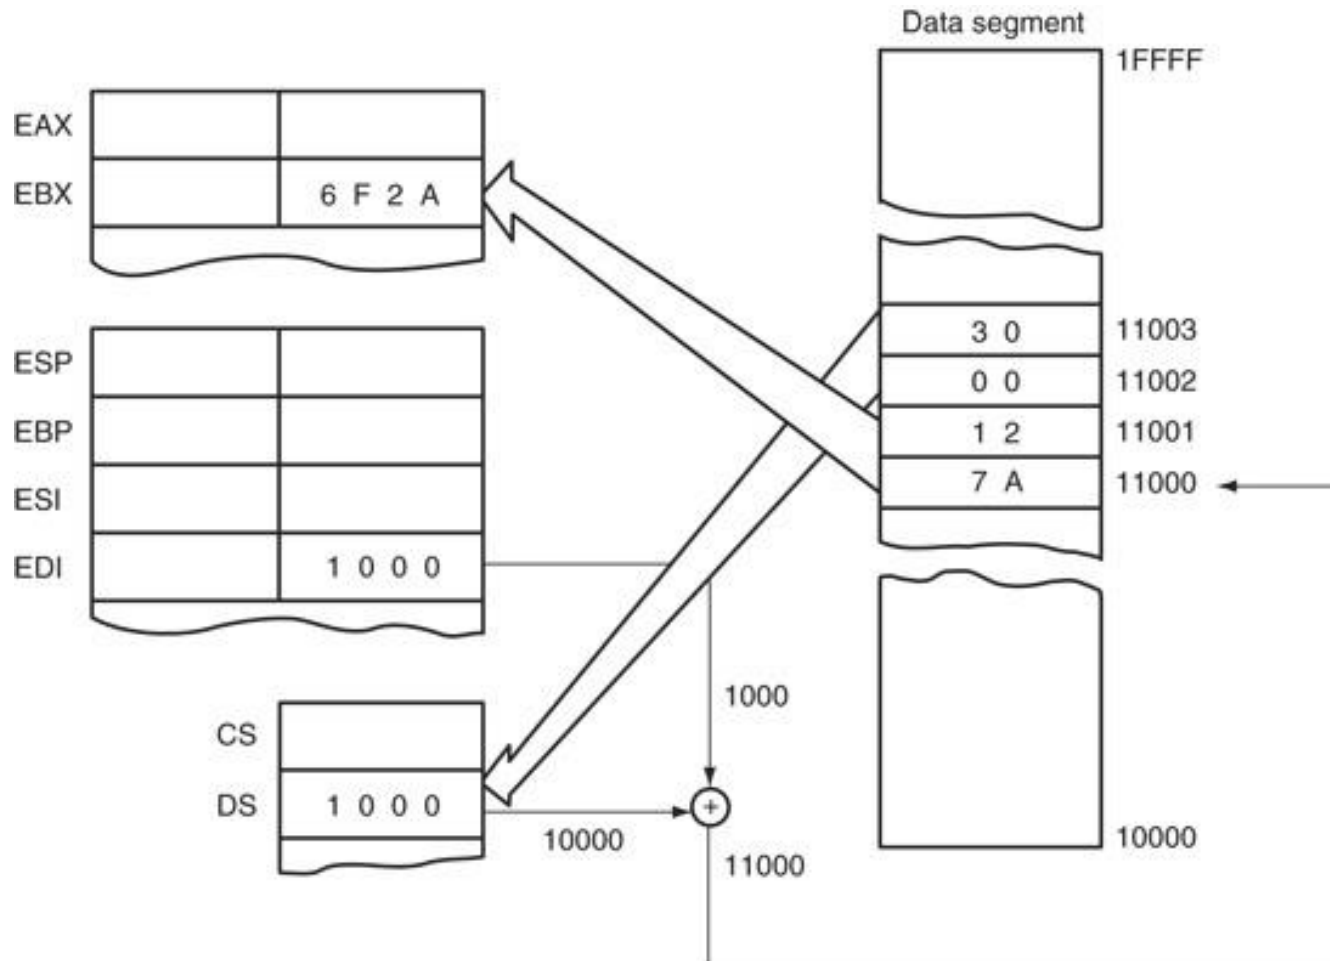 Data segment
1FFFF
EAX
EBX 6 F 2 A
3 0 11003
ESP 0 0 11002
EBP 1 2 11001
ESI 7 A 11000
EDI 1 0 0 0
1000
CS
DS 1 0 0 0 + 10000
10000 11000